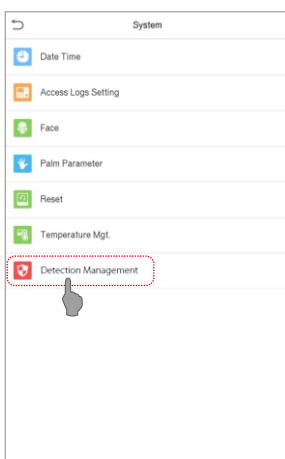 System
Date Time
Access Logs Setting
Face
Palm Parameter
Reset
Temperature Mgt.
Detection Management